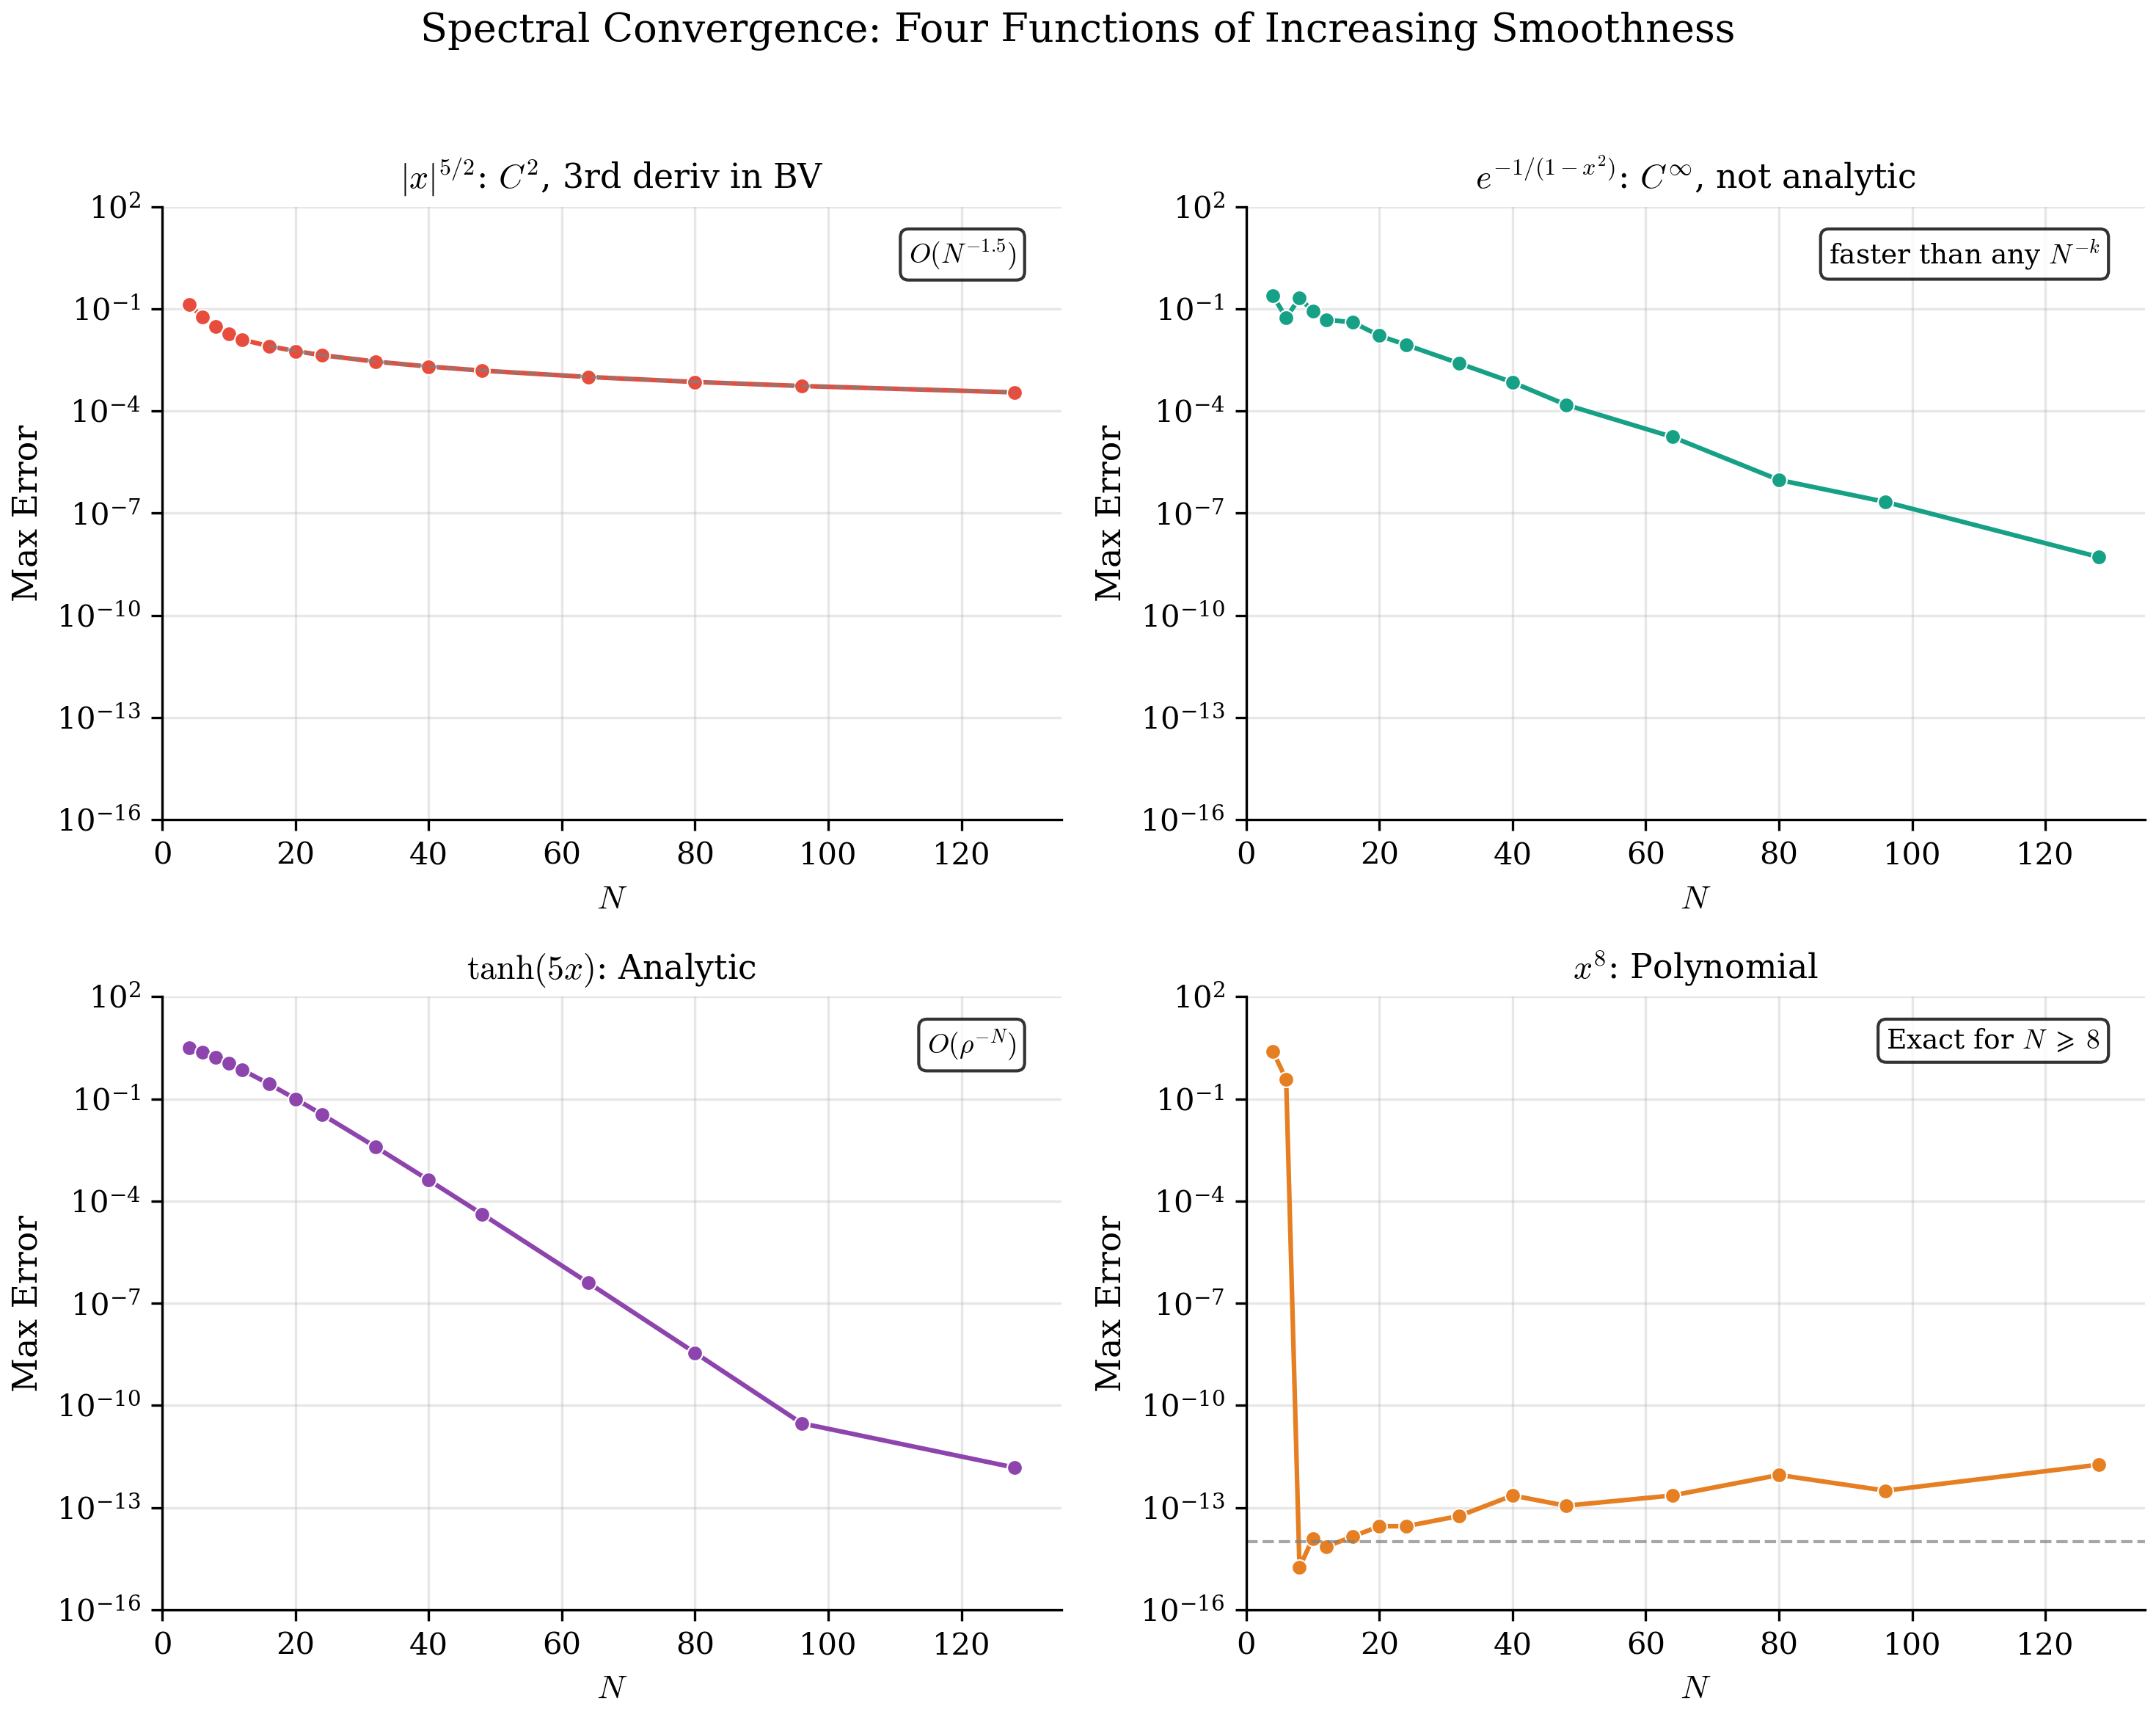 Spectral Convergence: Four Functions of Increasing Smoothness
|x|^{5/2}: C^2, 3rd deriv in BV
10^2
10^{-1}
10^{-4}
10^{-7}
10^{-10}
10^{-13}
10^{-16}
Max Error
O(N^{-1.5})
0 20 40 60 80 100 120
N
e^{-1/(1-x^2)}: C^∞, not analytic
10^2
10^{-1}
10^{-4}
10^{-7}
10^{-10}
10^{-13}
10^{-16}
Max Error
faster than any N^{-k}
0 20 40 60 80 100 120
N
tanh(5x): Analytic
10^2
10^{-1}
10^{-4}
10^{-7}
10^{-10}
10^{-13}
10^{-16}
Max Error
O(ρ^{-N})
0 20 40 60 80 100 120
N
x^8: Polynomial
10^2
10^{-1}
10^{-4}
10^{-7}
10^{-10}
10^{-13}
10^{-16}
Max Error
Exact for N ⩾ 8
0 20 40 60 80 100 120
N